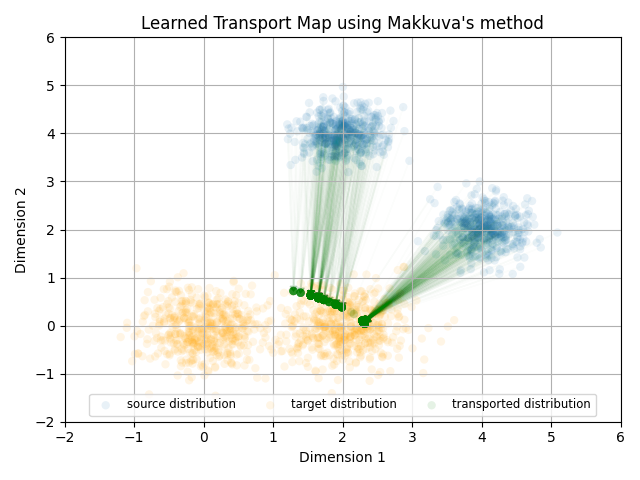 Learned Transport Map using Makkuva's method
6
5
4
3
2
1
0
−1
−2
Dimension 2
source distribution target distribution transported distribution
−2 −1 0 1 2 3 4 5 6
Dimension 1